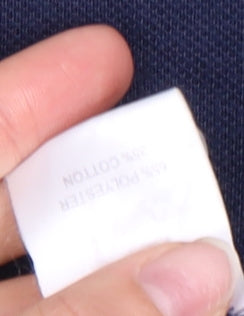 65% POLYESTER
35% COTTON